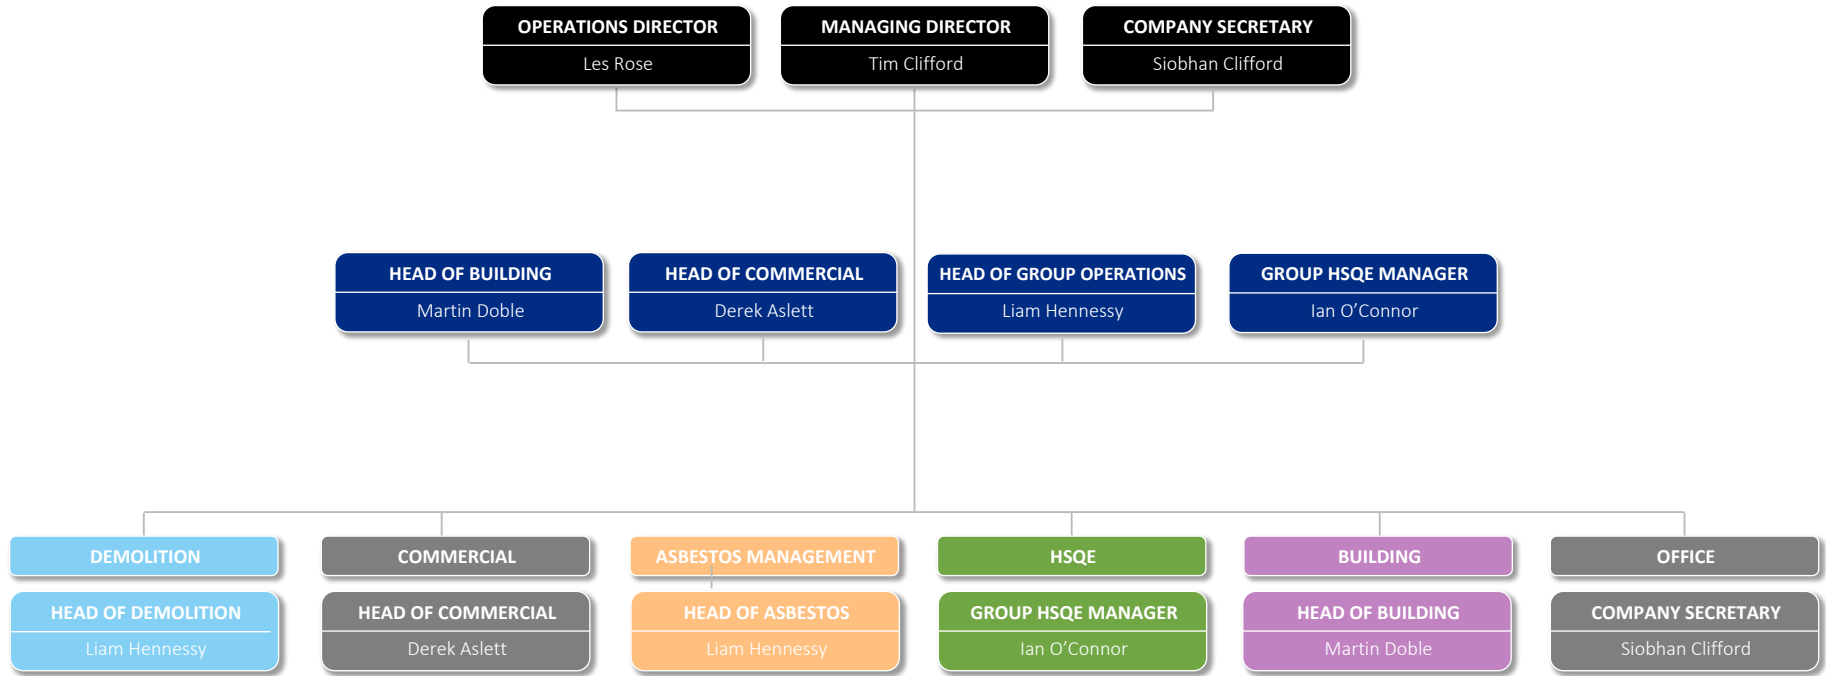 OPERATIONS DIRECTOR
Les Rose
MANAGING DIRECTOR
Tim Clifford
COMPANY SECRETARY
Siobhan Clifford
HEAD OF BUILDING
Martin Doble
HEAD OF COMMERCIAL
Derek Aslett
HEAD OF GROUP OPERATIONS
Liam Hennessy
GROUP HSQE MANAGER
Ian O’Connor
DEMOLITION
HEAD OF DEMOLITION
Liam Hennessy
COMMERCIAL
HEAD OF COMMERCIAL
Derek Aslett
ASBESTOS MANAGEMENT
HEAD OF ASBESTOS
Liam Hennessy
HSQE
GROUP HSQE MANAGER
Ian O’Connor
BUILDING
HEAD OF BUILDING
Martin Doble
OFFICE
COMPANY SECRETARY
Siobhan Clifford